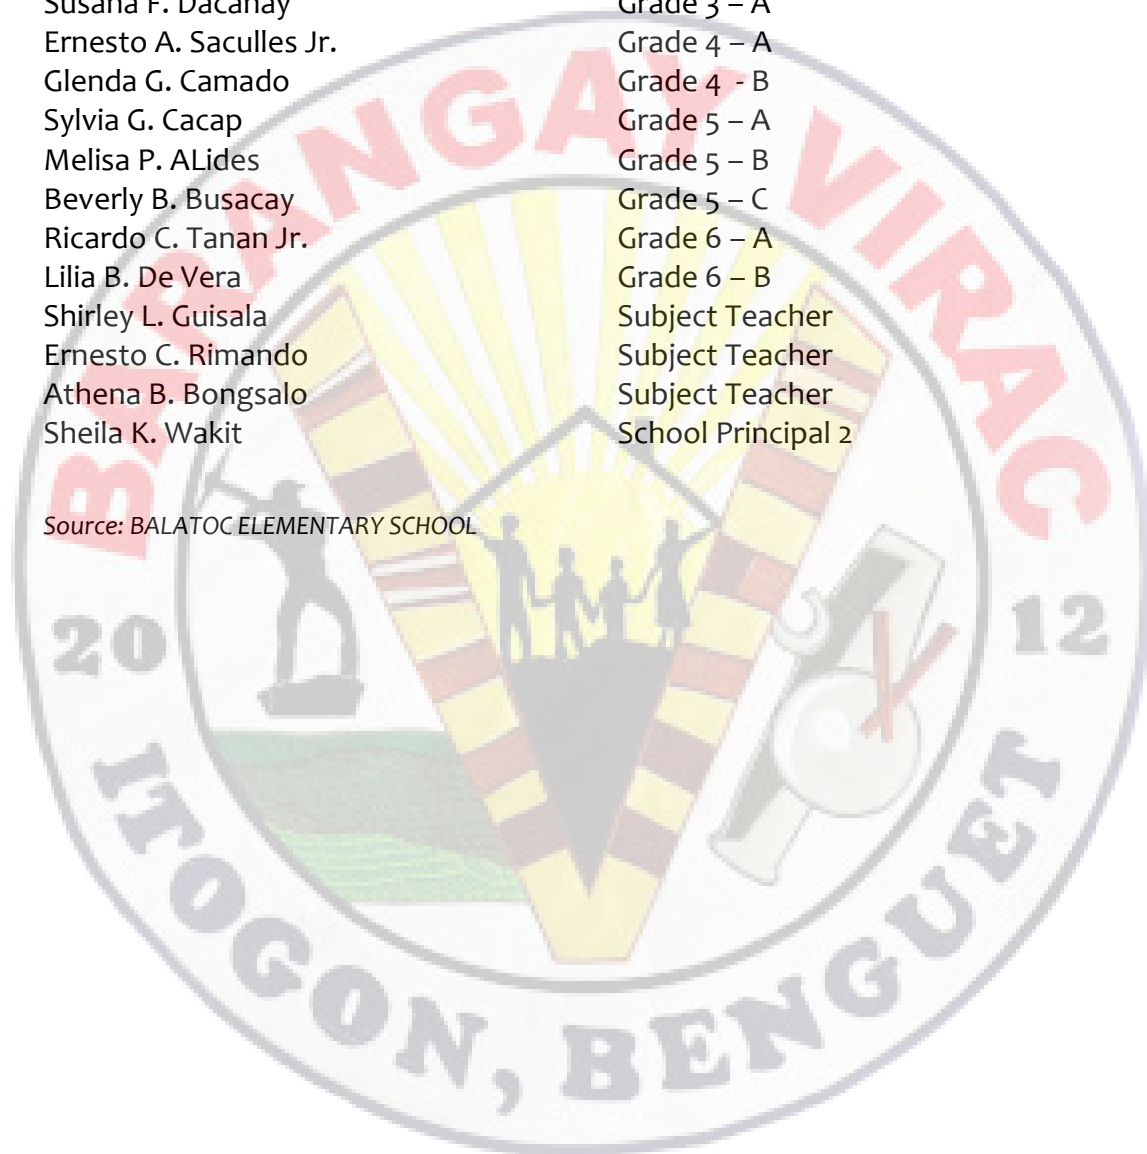 Susana F. Dacanay Grade 3 – A
Ernesto A. Saculles Jr. Grade 4 – A
Glenda G. Camado Grade 4 - B
Sylvia G. Cacap Grade 5 – A
Melisa P. ALides Grade 5 – B
Beverly B. Busacay Grade 5 – C
Ricardo C. Tanan Jr. Grade 6 – A
Lilia B. De Vera Grade 6 – B
Shirley L. Guisala Subject Teacher
Ernesto C. Rimando Subject Teacher
Athena B. Bongsalo Subject Teacher
Sheila K. Wakit School Principal 2
Source: BALATOC ELEMENTARY SCHOOL
BARANGAY VIRAC
20 12
ITOGON, BENGUET